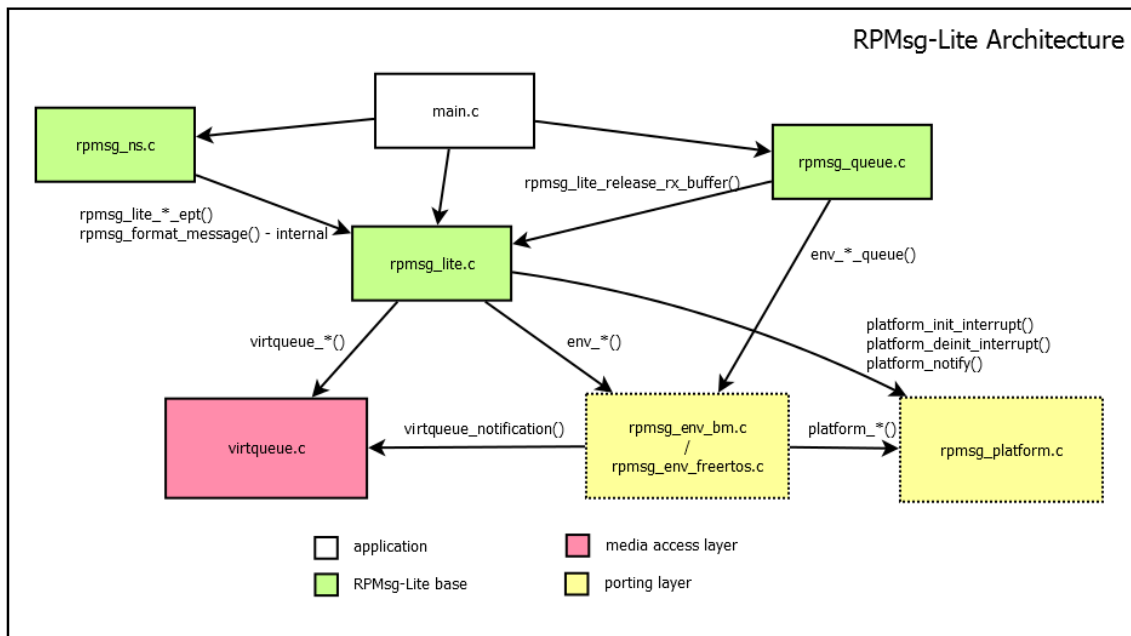 RPMsg-Lite Architecture
main.c
rpmsg_ns.c
rpmsg_queue.c
rpmsg_lite_release_rx_buffer()
rpmsg_lite_*_ept()
rpmsg_format_message() - internal
rpmsg_lite.c
env_*_queue()
platform_init_interrupt()
platform_deinit_interrupt()
platform_notify()
virtqueue_*()
env_*()
virtqueue.c
virtqueue_notification()
rpmsg_env_bm.c
/
rpmsg_env_freertos.c
platform_*()
rpmsg_platform.c
application
media access layer
RPMsg-Lite base
porting layer